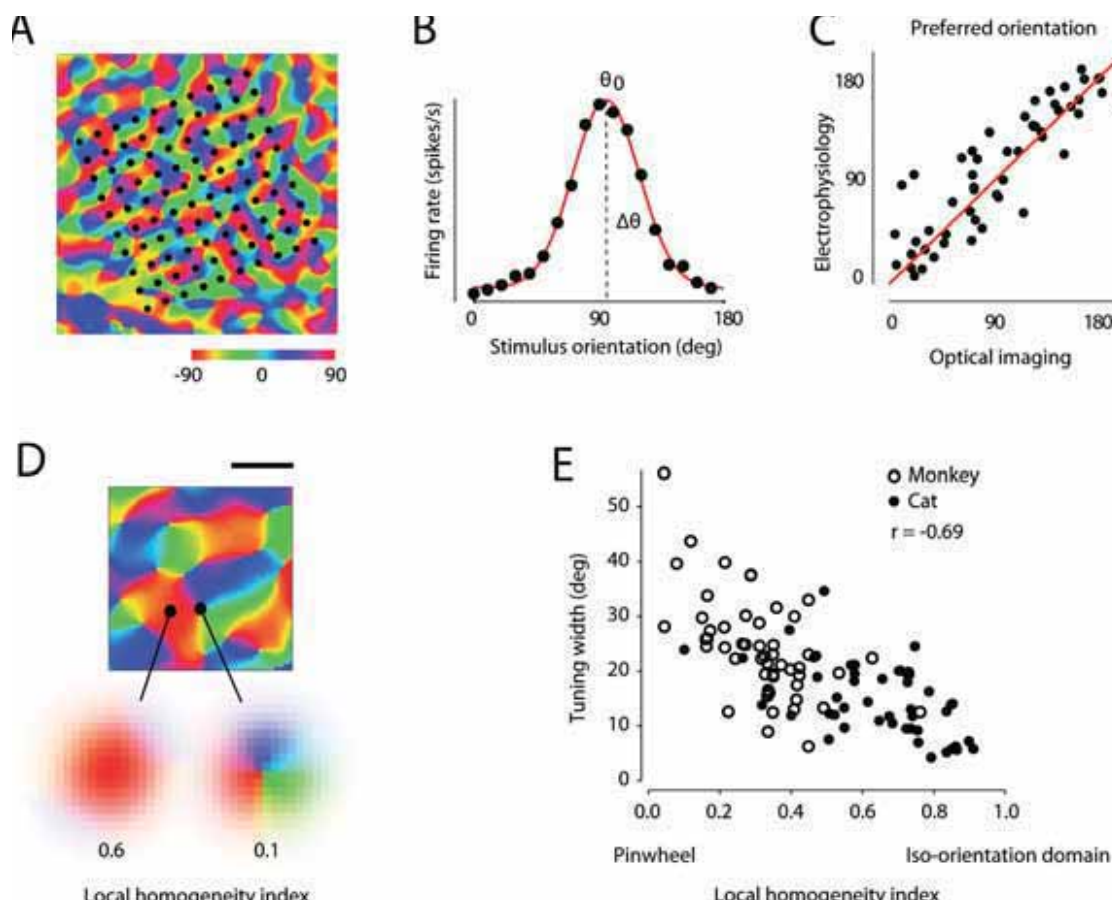 A
-90 0 90
B
θ0
Firing rate (spikes/s)
Δθ
0 90 180
Stimulus orientation (deg)
C
Preferred orientation
180
90
0
Electrophysiology
0 90 180
Optical imaging
D
0.6 0.1
Local homogeneity index
E
Monkey
Cat
r = -0.69
50
40
30
20
10
0
Tuning width (deg)
0.0 0.2 0.4 0.6 0.8 1.0
Pinwheel Iso-orientation domain
Local homogeneity index